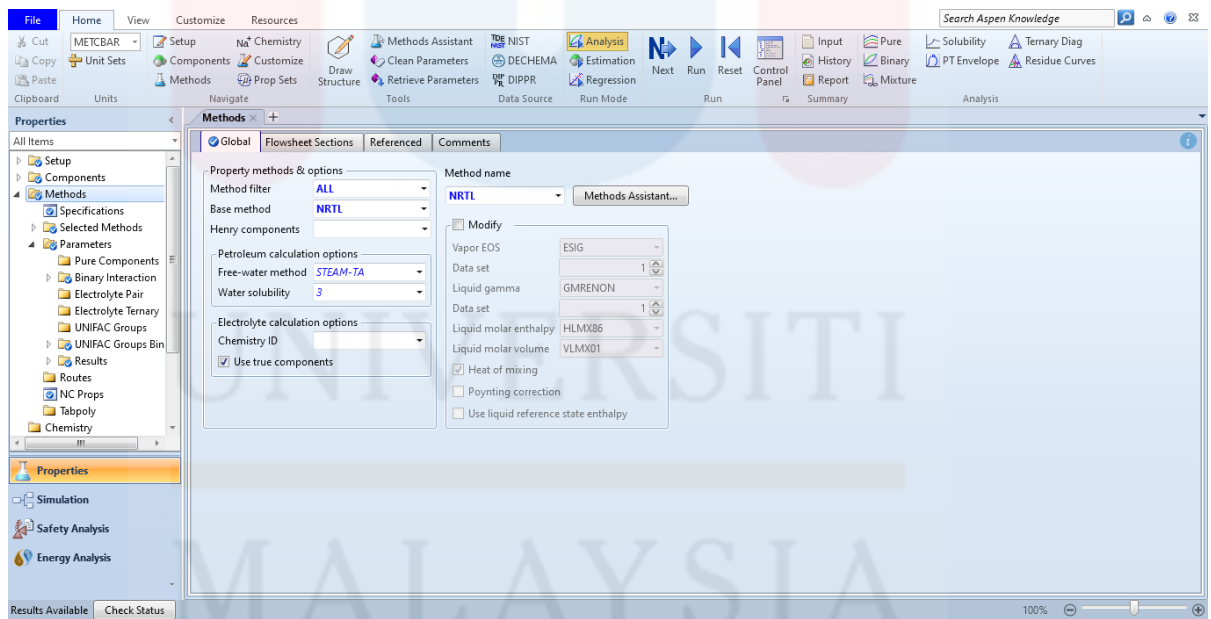 File Home View Customize Resources Search Aspen Knowledge
Cut METCBAR Setup Na+ Chemistry Methods Assistant NIST Analysis Input Pure Solubility Ternary Diag
Copy Unit Sets Components Customize Draw Structure Clean Parameters DECHEMA Estimation Next Run Reset Control Panel History Binary PT Envelope Residue Curves
Paste Methods Prop Sets Retrieve Parameters DIPPR Regression Report Mixture
Clipboard Units Navigate Tools Data Source Run Mode Run Summary Analysis
Properties
All Items
Setup
Components
Methods
Specifications
Selected Methods
Parameters
Pure Components
Binary Interaction
Electrolyte Pair
Electrolyte Ternary
UNIFAC Groups
UNIFAC Groups Bin
Results
Routes
NC Props
Tabpoly
Chemistry
Properties
Simulation
Safety Analysis
Energy Analysis
Methods
Global Flowsheet Sections Referenced Comments
Property methods & options
Method filter ALL
Base method NRTL
Henry components
Petroleum calculation options
Free-water method STEAM-TA
Water solubility 3
Electrolyte calculation options
Chemistry ID
Use true components
Method name
NRTL Methods Assistant...
Modify
Vapor EOS ESIG
Data set 1
Liquid gamma GMRENON
Data set 1
Liquid molar enthalpy HLMX86
Liquid molar volume VLMX01
Heat of mixing
Poynting correction
Use liquid reference state enthalpy
UNIVERSITI
MALAYSIA
Results Available Check Status 100%